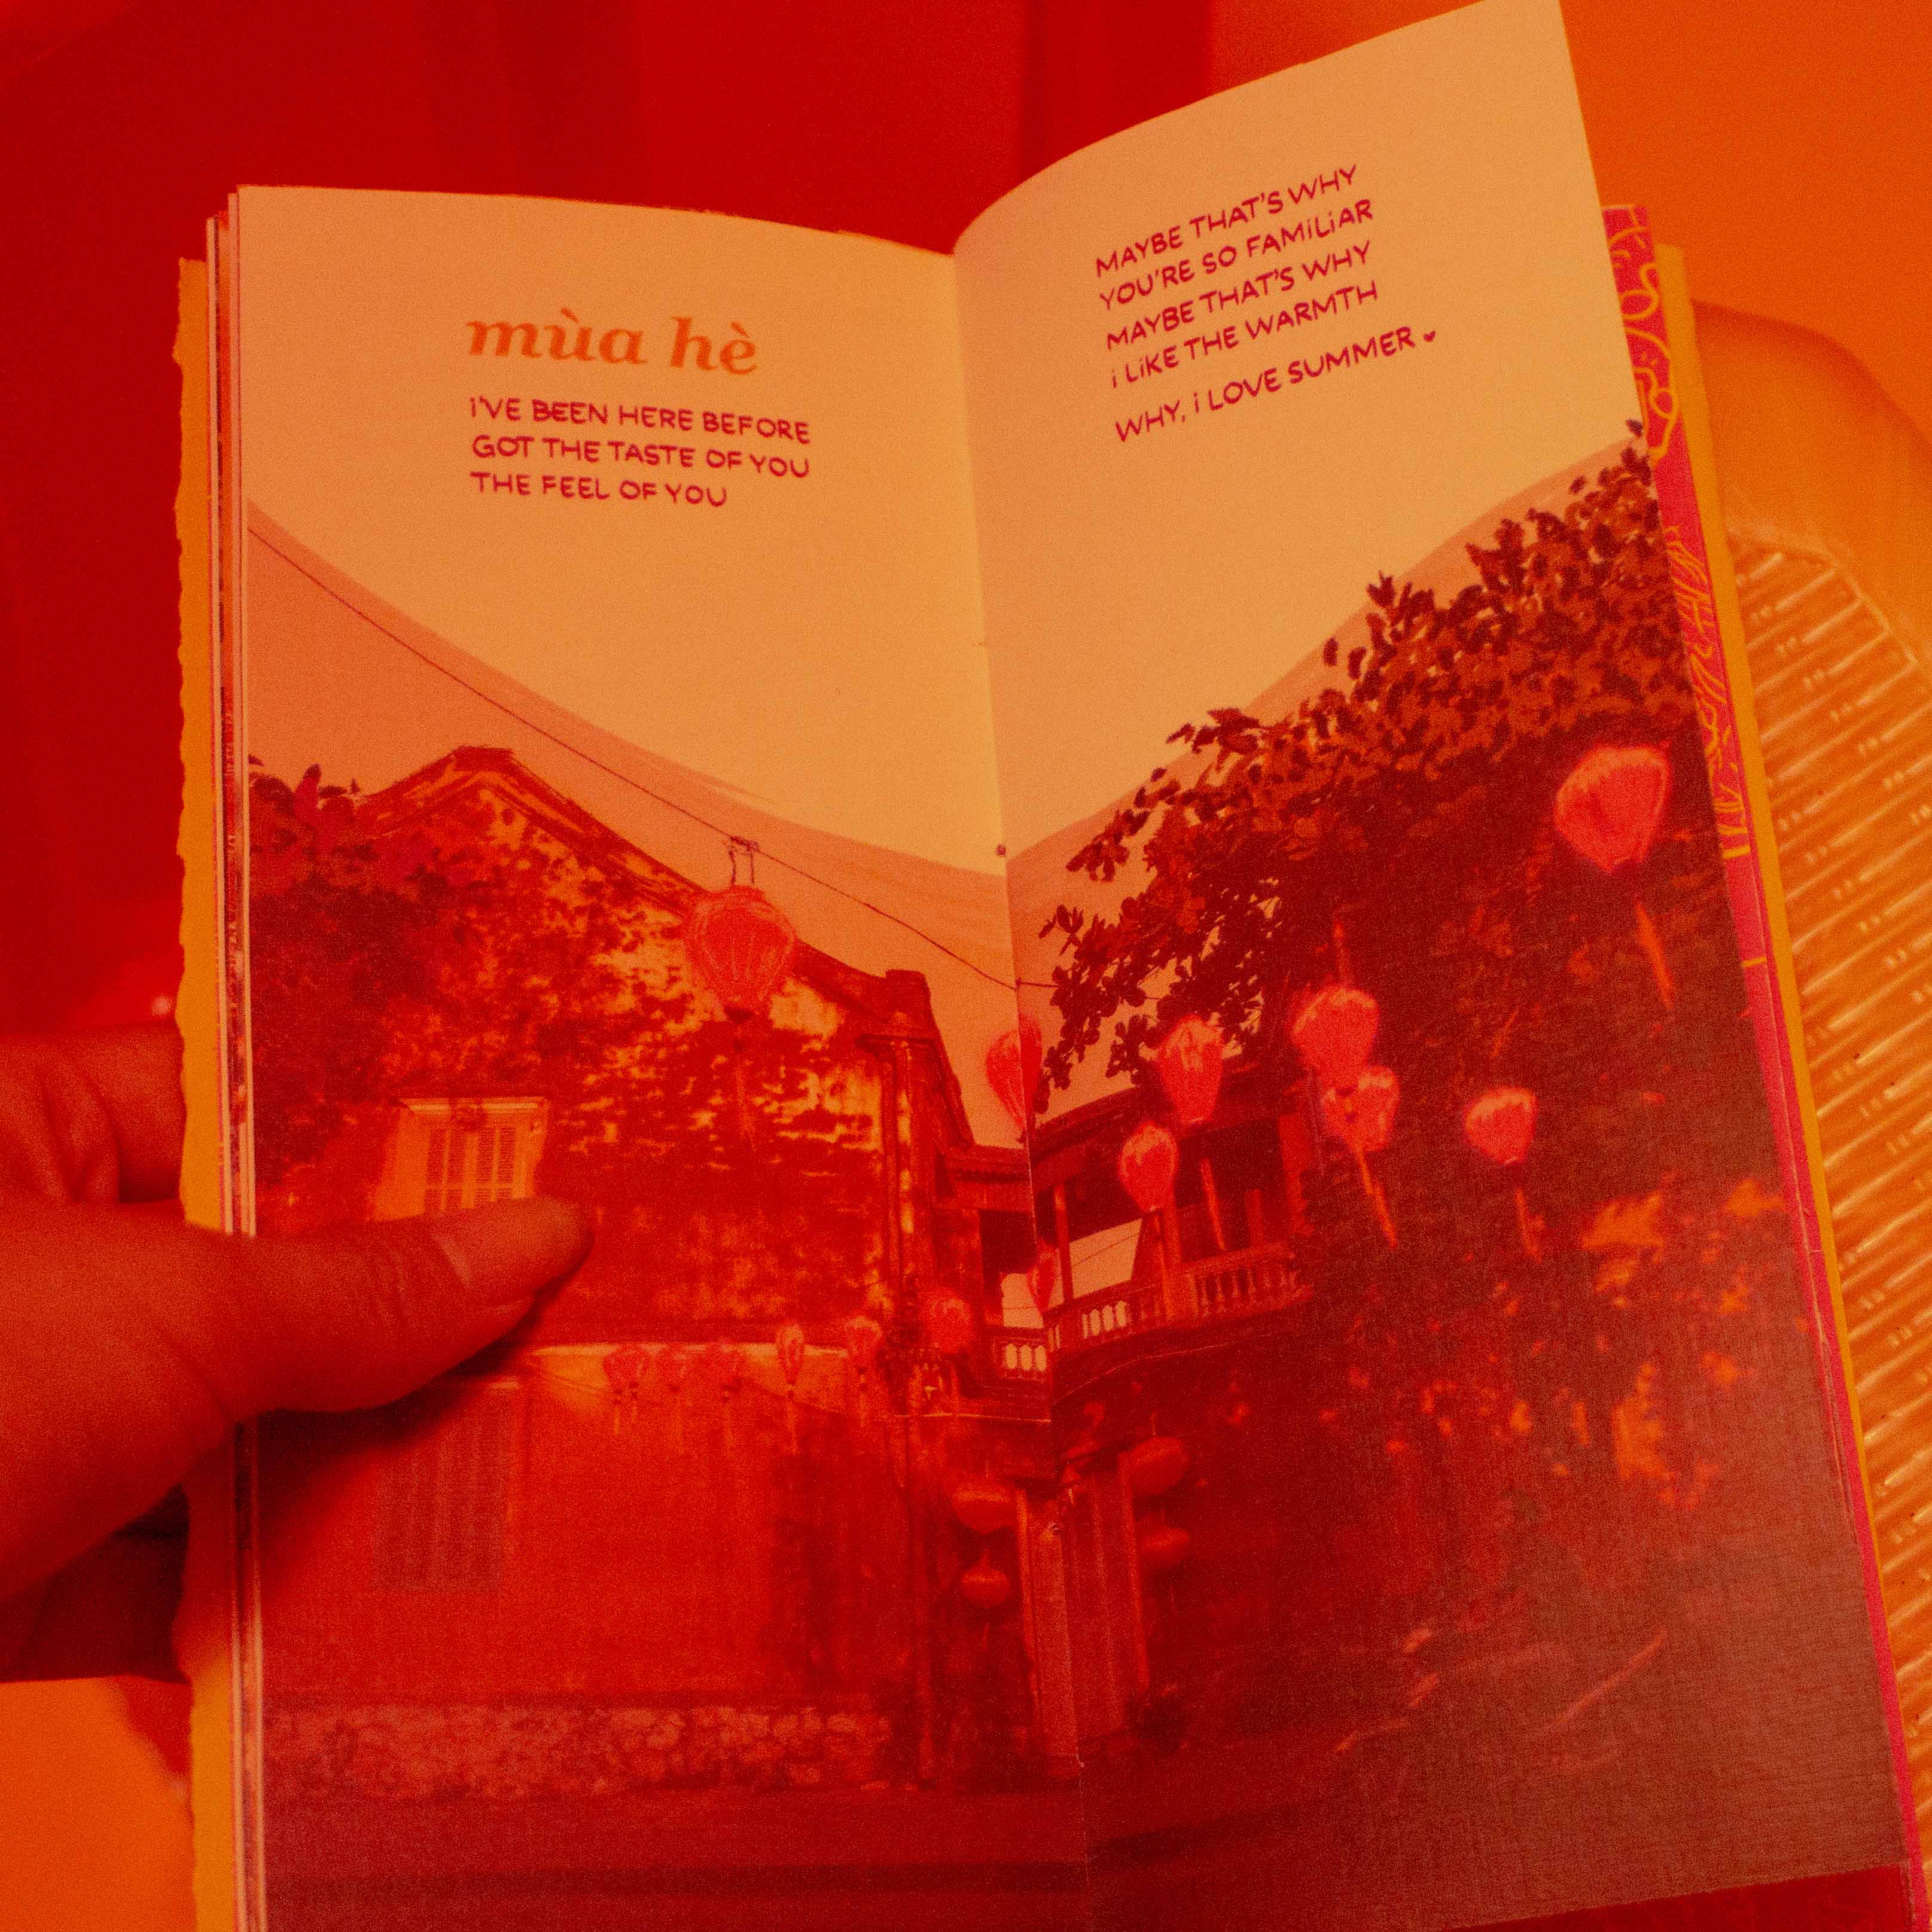 mùa hè
i'VE BEEN HERE BEFORE
GOT THE TASTE OF YOU
THE FEEL OF YOU
MAYBE THAT'S WHY
YOU'RE SO FAMiLiAR
MAYBE THAT'S WHY
i LiKE THE WARMTH
WHY, i LOVE SUMMER